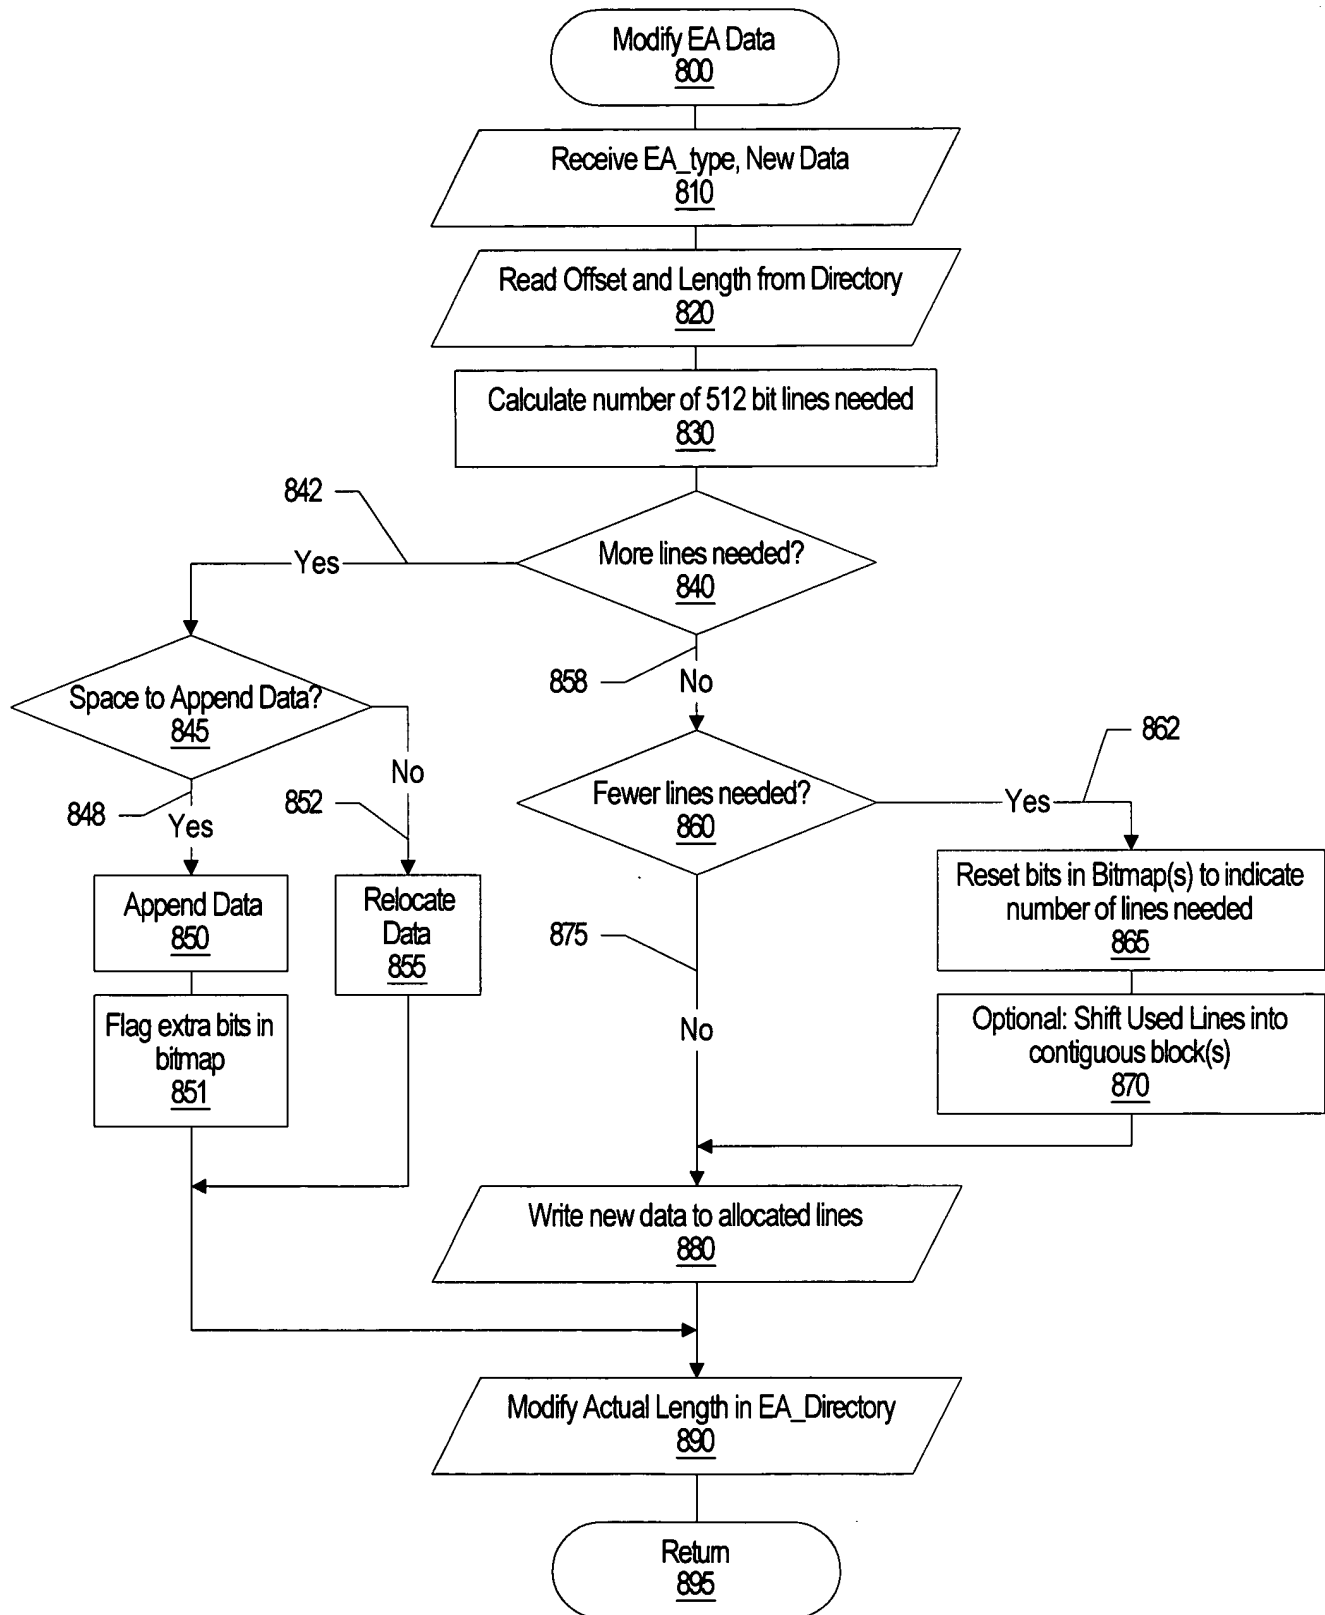 Modify EA Data
800
Receive EA_type, New Data
810
Read Offset and Length from Directory
820
Calculate number of 512 bit lines needed
830
842
Yes
More lines needed?
840
858
No
Space to Append Data?
845
848
Yes
852
No
Fewer lines needed?
860
862
Yes
Append Data
850
Relocate
Data
855
875
No
Reset bits in Bitmap(s) to indicate
number of lines needed
865
Flag extra bits in
bitmap
851
Optional: Shift Used Lines into
contiguous block(s)
870
Write new data to allocated lines
880
Modify Actual Length in EA_Directory
890
Return
895